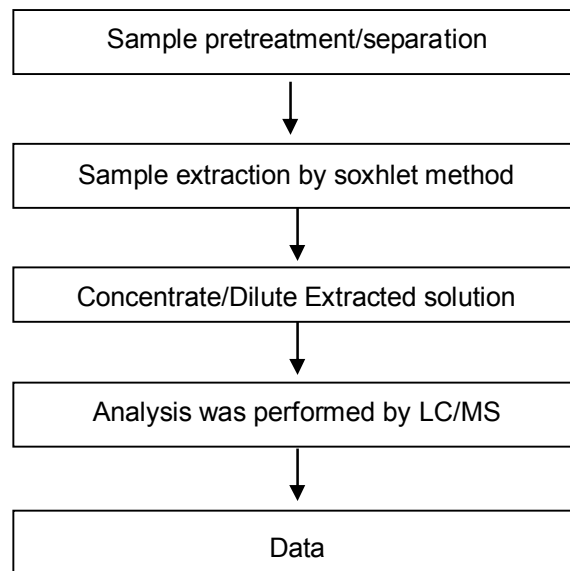 Sample pretreatment/separation
Sample extraction by soxhlet method
Concentrate/Dilute Extracted solution
Analysis was performed by LC/MS
Data